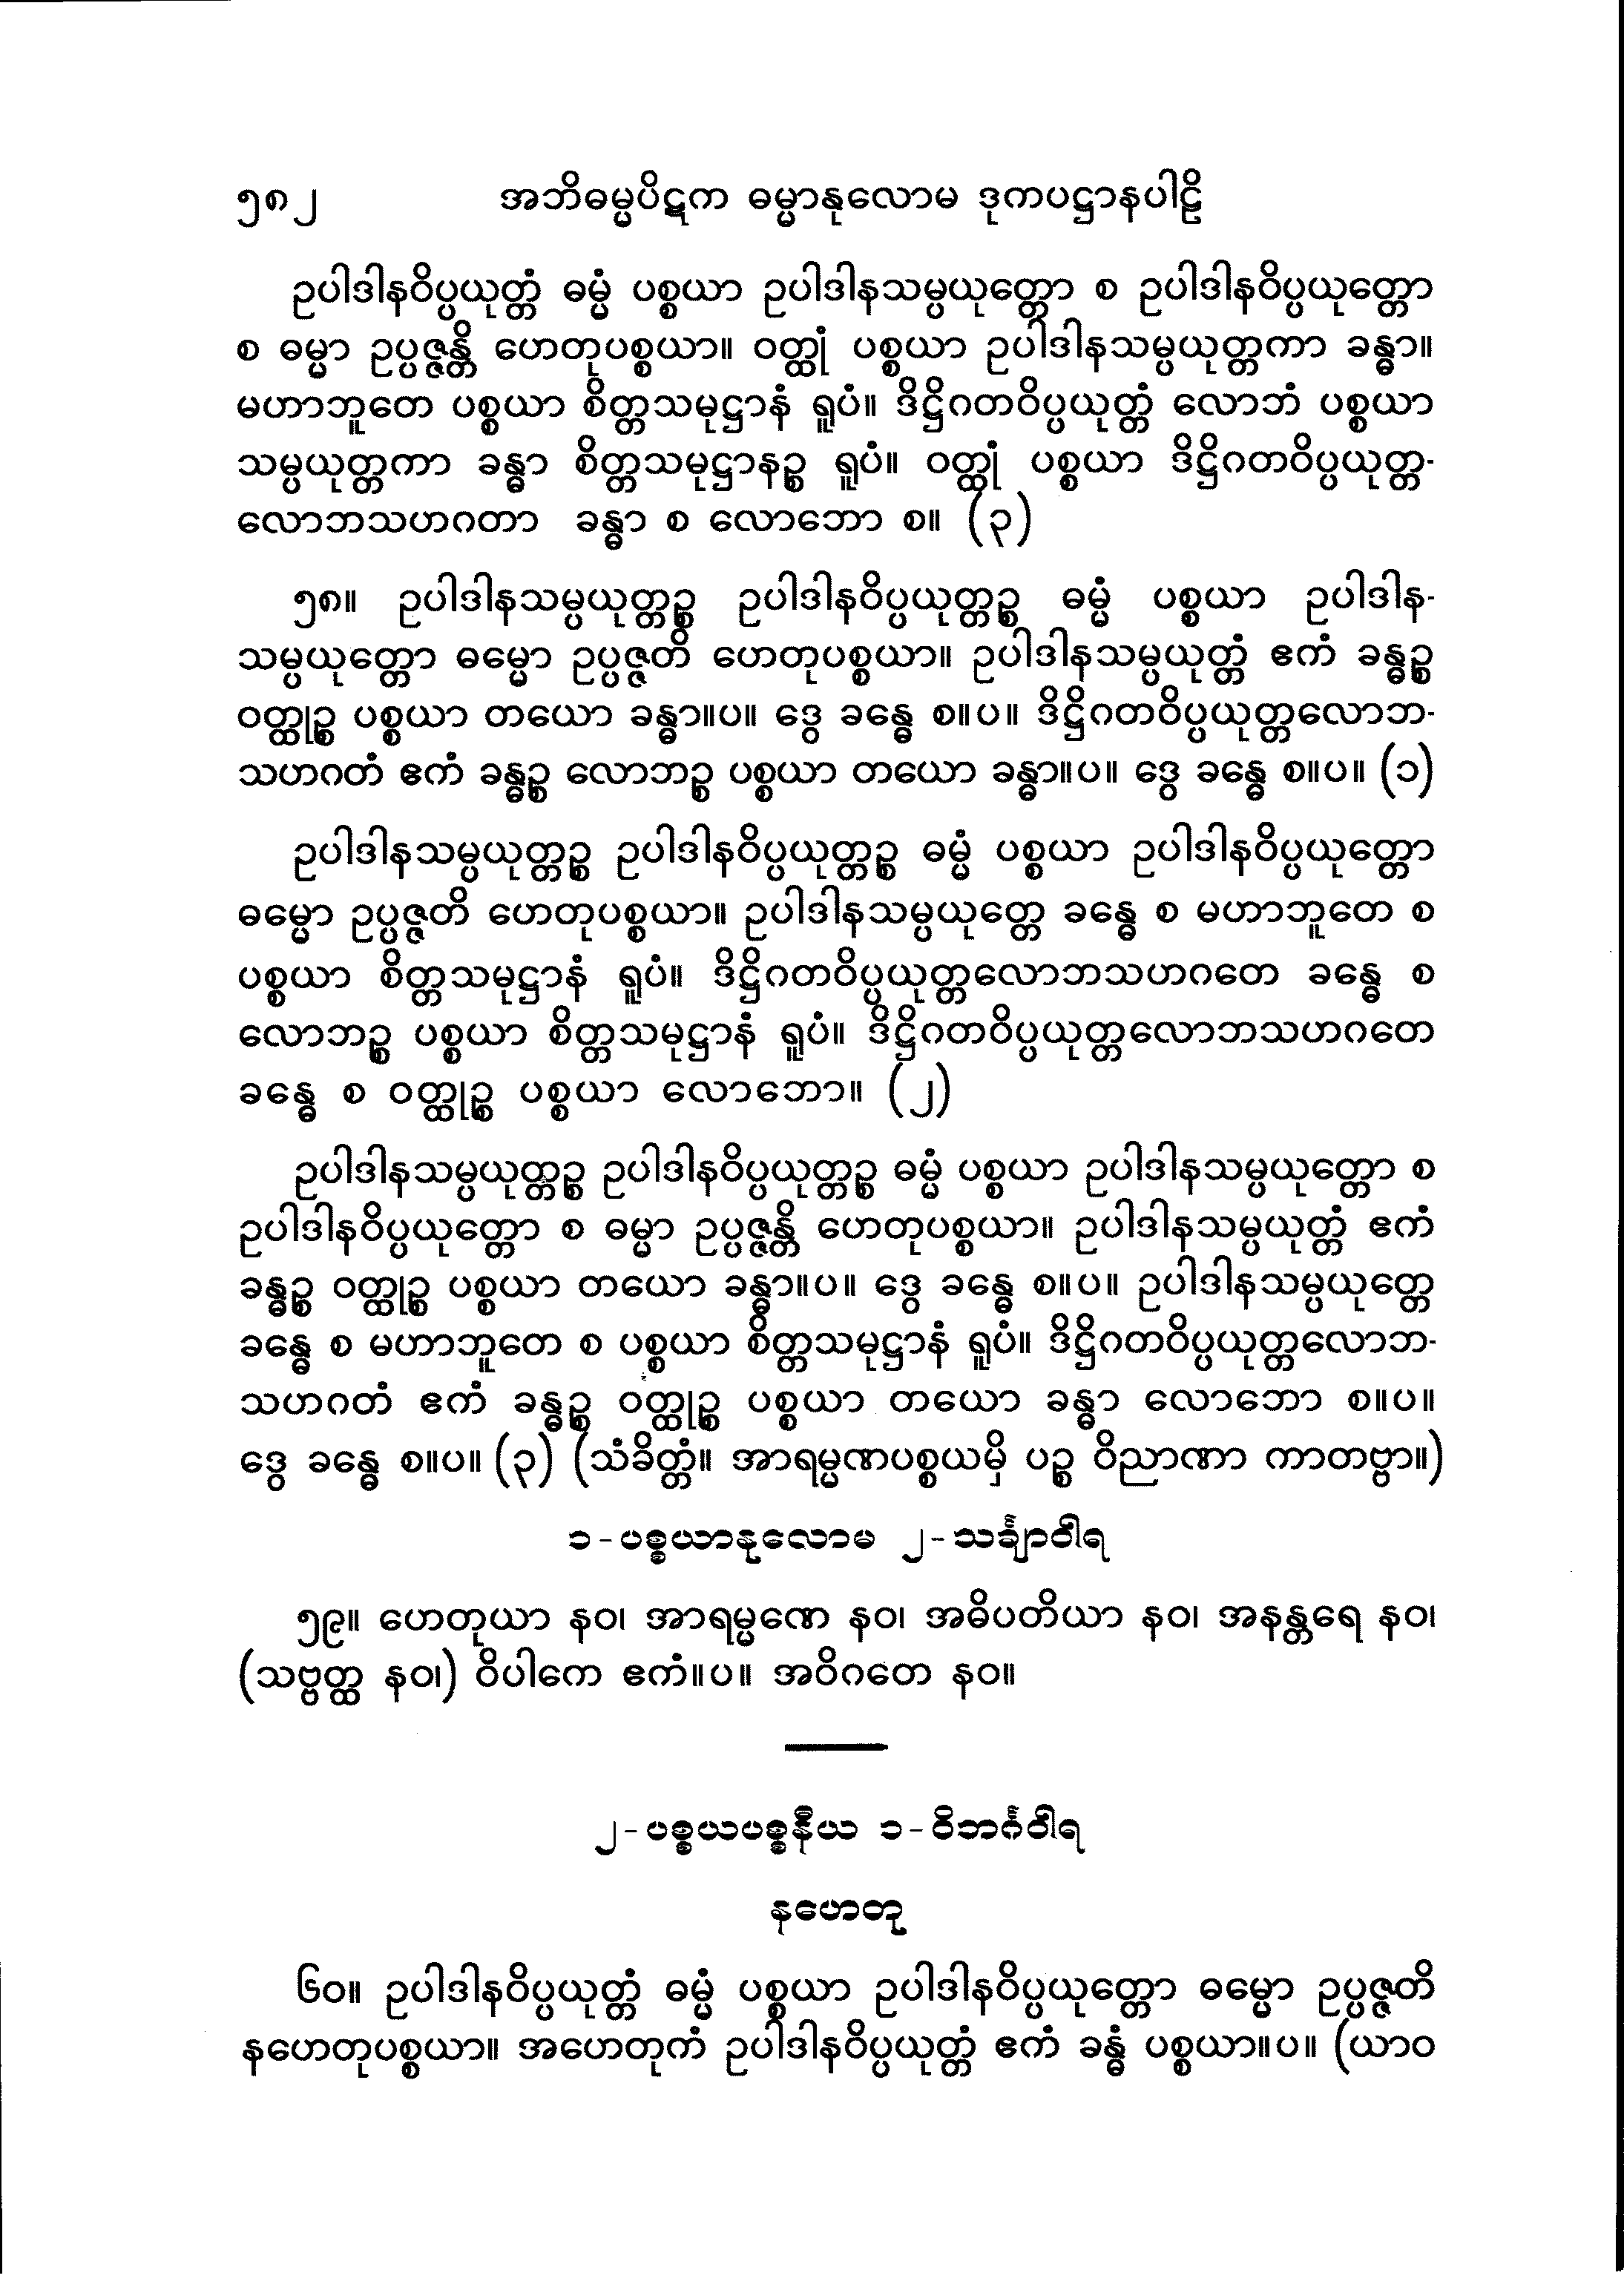 ၅၈၂ အဘိဓမ္မပိဋက ဓမ္မာနုလောမ ဒုကပဋ္ဌာနပါဠိ
ဥပါဒါနဝိပ္ပယုတ္တံ ဓမ္မံ ပစ္စယာ ဥပါဒါနသမ္ပယုတ္တော စ ဥပါဒါနဝိပ္ပယုတ္တော
စ ဓမ္မာ ဥပ္ပဇ္ဇန္တိ ဟေတုပစ္စယာ။ ဝတ္ထုံ ပစ္စယာ ဥပါဒါနသမ္ပယုတ္တကာ ခန္ဓာ။
မဟာဘူတေ ပစ္စယာ စိတ္တသမုဋ္ဌာနံ ရူပံ။ ဒိဋ္ဌိဂတဝိပ္ပယုတ္တံ လောဘံ ပစ္စယာ
သမ္ပယုတ္တကာ ခန္ဓာ စိတ္တသမုဋ္ဌာနဉ္စ ရူပံ။ ဝတ္ထုံ ပစ္စယာ ဒိဋ္ဌိဂတဝိပ္ပယုတ္တ-
လောဘသဟဂတာ ခန္ဓာ စ လောဘော စ။ (၃)
၅၈။ ဥပါဒါနသမ္ပယုတ္တဉ္စ ဥပါဒါနဝိပ္ပယုတ္တဉ္စ ဓမ္မံ ပစ္စယာ ဥပါဒါန-
သမ္ပယုတ္တော ဓမ္မော ဥပ္ပဇ္ဇတိ ဟေတုပစ္စယာ။ ဥပါဒါနသမ္ပယုတ္တံ ဧကံ ခန္ဓဉ္စ
ဝတ္ထုဉ္စ ပစ္စယာ တယော ခန္ဓာ။ပ။ ဒွေ ခန္ဓေ စ။ပ။ ဒိဋ္ဌိဂတဝိပ္ပယုတ္တလောဘ-
သဟဂတံ ဧကံ ခန္ဓဉ္စ လောဘဉ္စ ပစ္စယာ တယော ခန္ဓာ။ပ။ ဒွေ ခန္ဓေ စ။ပ။ (၁)
ဥပါဒါနသမ္ပယုတ္တဉ္စ ဥပါဒါနဝိပ္ပယုတ္တဉ္စ ဓမ္မံ ပစ္စယာ ဥပါဒါနဝိပ္ပယုတ္တော
ဓမ္မော ဥပ္ပဇ္ဇတိ ဟေတုပစ္စယာ။ ဥပါဒါနသမ္ပယုတ္တေ ခန္ဓေ စ မဟာဘူတေ စ
ပစ္စယာ စိတ္တသမုဋ္ဌာနံ ရူပံ။ ဒိဋ္ဌိဂတဝိပ္ပယုတ္တလောဘသဟဂတေ ခန္ဓေ စ
လောဘဉ္စ ပစ္စယာ စိတ္တသမုဋ္ဌာနံ ရူပံ။ ဒိဋ္ဌိဂတဝိပ္ပယုတ္တလောဘသဟဂတေ
ခန္ဓေ စ ဝတ္ထုဉ္စ ပစ္စယာ လောဘော။ (၂)
ဥပါဒါနသမ္ပယုတ္တဉ္စ ဥပါဒါနဝိပ္ပယုတ္တဉ္စ ဓမ္မံ ပစ္စယာ ဥပါဒါနသမ္ပယုတ္တော စ
ဥပါဒါနဝိပ္ပယုတ္တော စ ဓမ္မာ ဥပ္ပဇ္ဇန္တိ ဟေတုပစ္စယာ။ ဥပါဒါနသမ္ပယုတ္တံ ဧကံ
ခန္ဓဉ္စ ဝတ္ထုဉ္စ ပစ္စယာ တယော ခန္ဓာ။ပ။ ဒွေ ခန္ဓေ စ။ပ။ ဥပါဒါနသမ္ပယုတ္တေ
ခန္ဓေ စ မဟာဘူတေ စ ပစ္စယာ စိတ္တသမုဋ္ဌာနံ ရူပံ။ ဒိဋ္ဌိဂတဝိပ္ပယုတ္တလောဘ-
သဟဂတံ ဧကံ ခန္ဓဉ္စ ဝတ္ထုဉ္စ ပစ္စယာ တယော ခန္ဓာ လောဘော စ။ပ။
ဒွေ ခန္ဓေ စ။ပ။ (၃) (သံခိတ္တံ။ အာရမ္မဏပစ္စယမှိ ပဉ္စ ဝိညာဏာ ကာတဗ္ဗာ။)
၁-ပစ္စယာနုလောမ ၂-သင်္ချာဝါရ
၅၉။ ဟေတုယာ နဝ၊ အာရမ္မဏေ နဝ၊ အဓိပတိယာ နဝ၊ အနန္တရေ နဝ၊
(သဗ္ဗတ္ထ နဝ၊) ဝိပါကေ ဧကံ။ပ။ အဝိဂတေ နဝ။
၂-ပစ္စယပစ္စနီယ ၁-ဝိဘင်္ဂဝါရ
နဟေတု
၆၀။ ဥပါဒါနဝိပ္ပယုတ္တံ ဓမ္မံ ပစ္စယာ ဥပါဒါနဝိပ္ပယုတ္တော ဓမ္မော ဥပ္ပဇ္ဇတိ
နဟေတုပစ္စယာ။ အဟေတုကံ ဥပါဒါနဝိပ္ပယုတ္တံ ဧကံ ခန္ဓံ ပစ္စယာ။ပ။ (ယာဝ